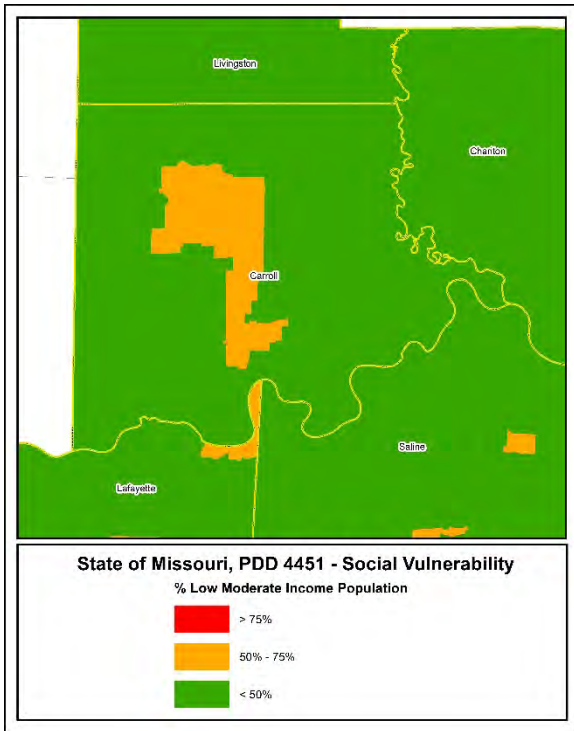 Livingston
Chariton
Carroll
Saline
Lafayette
State of Missouri, PDD 4451 - Social Vulnerability
% Low Moderate Income Population
> 75%
50% - 75%
< 50%